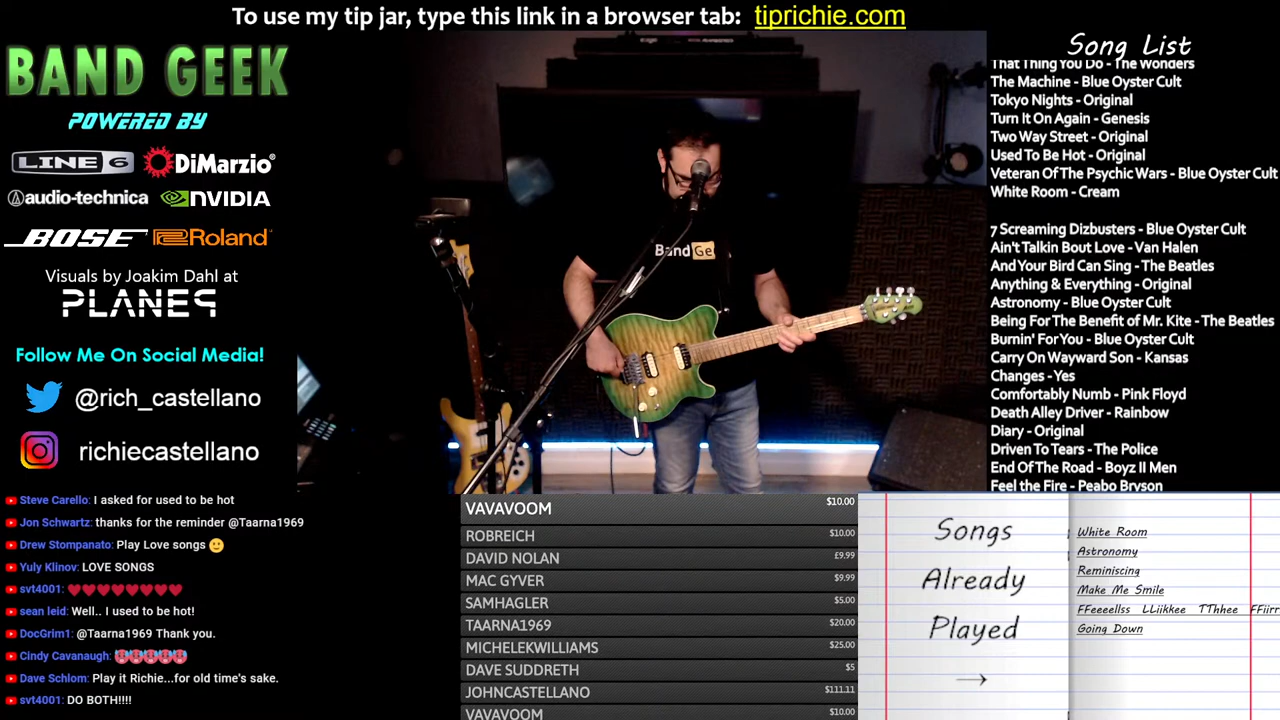 To use my tip jar, type this link in a browser tab: tiprichie.com
BAND GEEK
POWERED BY
LINE 6 DiMarzio
audio-technica NVIDIA
BOSE Roland
Visuals by Joakim Dahl at
PLANE9
Follow Me On Social Media!
@rich_castellano
richiecastellano
Steve Carello: I asked for used to be hot
Jon Schwartz: thanks for the reminder @Taarna1969
Drew Stompanato: Play Love songs 🙂
Yuly Klinov: LOVE SONGS
svt4001: ♥♥♥♥♥♥♥♥
sean leid: Well.. I used to be hot!
DocGrim1: @Taarna1969 Thank you.
Cindy Cavanaugh: 🥵🥵🥵🥵🥵
Dave Schlom: Play it Richie...for old time's sake.
svt4001: DO BOTH!!!!
Band Ge
Song List
That Thing You Do - The Wonders
The Machine - Blue Oyster Cult
Tokyo Nights - Original
Turn It On Again - Genesis
Two Way Street - Original
Used To Be Hot - Original
Veteran Of The Psychic Wars - Blue Oyster Cult
White Room - Cream
7 Screaming Dizbusters - Blue Oyster Cult
Ain't Talkin Bout Love - Van Halen
And Your Bird Can Sing - The Beatles
Anything & Everything - Original
Astronomy - Blue Oyster Cult
Being For The Benefit of Mr. Kite - The Beatles
Burnin' For You - Blue Oyster Cult
Carry On Wayward Son - Kansas
Changes - Yes
Comfortably Numb - Pink Floyd
Death Alley Driver - Rainbow
Diary - Original
Driven To Tears - The Police
End Of The Road - Boyz II Men
Feel the Fire - Peabo Bryson
VAVAVOOM $10.00
ROBREICH $10.00
DAVID NOLAN £9.99
MAC GYVER $9.99
SAMHAGLER $5.00
TAARNA1969 $20.00
MICHELEKWILLIAMS $25.00
DAVE SUDDRETH $5
JOHNCASTELLANO $111.11
VAVAVOOM $10.00
Songs
Already
Played
→
White Room
Astronomy
Reminiscing
Make Me Smile
FFeeeellss LLiikkee TThhee FFiirr
Going Down